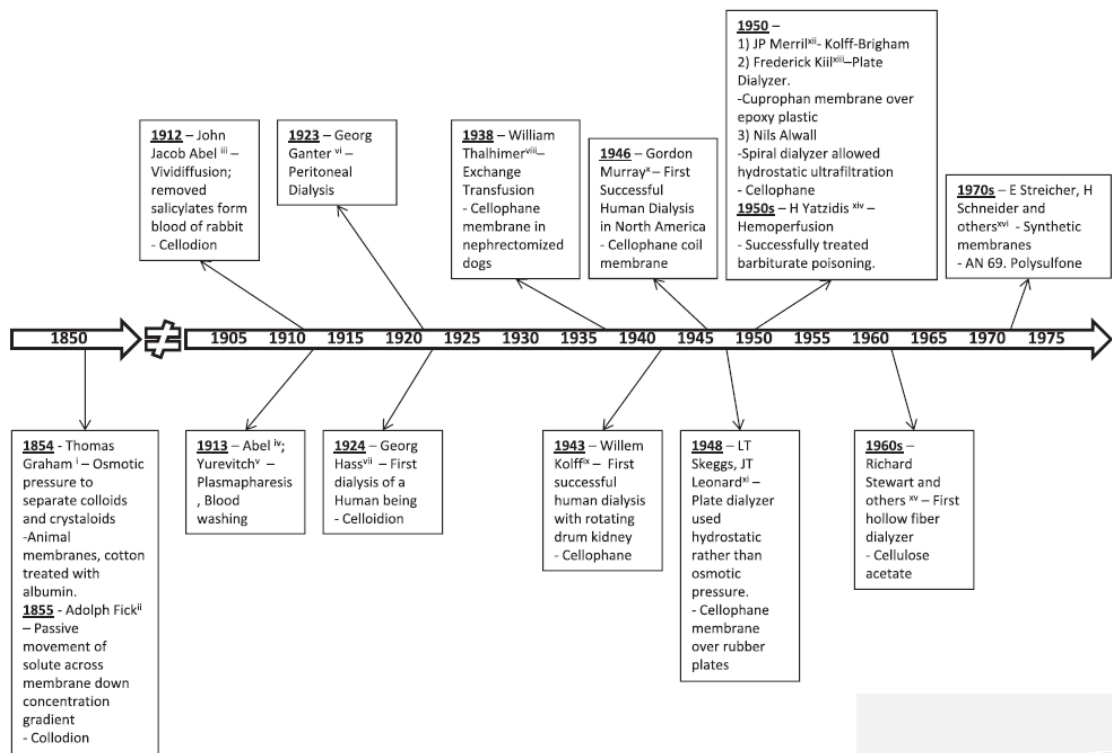 1950 –
1) JP Merril^xii- Kolff-Brigham
2) Frederick Kiil^xiii–Plate
Dialyzer.
-Cuprophan membrane over
epoxy plastic
3) Nils Alwall
-Spiral dialyzer allowed
hydrostatic ultrafiltration
- Cellophane
1950s – H Yatzidis ^xiv –
Hemoperfusion
- Successfully treated
barbiturate poisoning.
1912 – John
Jacob Abel ^iii –
Vividiffusion;
removed
salicylates form
blood of rabbit
- Cellodion
1923 – Georg
Ganter ^vi –
Peritoneal
Dialysis
1938 – William
Thalhimer^viii–
Exchange
Transfusion
- Cellophane
membrane in
nephrectomized
dogs
1946 – Gordon
Murray^x – First
Successful
Human Dialysis
in North America
- Cellophane coil
membrane
1970s – E Streicher, H
Schneider and
others^xvi - Synthetic
membranes
- AN 69. Polysulfone
1850 ≠ 1905 1910 1915 1920 1925 1930 1935 1940 1945 1950 1955 1960 1965 1970 1975
1854 - Thomas
Graham ^i – Osmotic
pressure to
separate colloids
and crystaloids
-Animal
membranes, cotton
treated with
albumin.
1855 - Adolph Fick^ii
– Passive
movement of
solute across
membrane down
concentration
gradient
- Collodion
1913 – Abel ^iv;
Yurevitch^v –
Plasmapharesis
, Blood
washing
1924 – Georg
Hass^vii – First
dialysis of a
Human being
- Celloidion
1943 – Willem
Kolff^ix – First
successful
human dialysis
with rotating
drum kidney
- Cellophane
1948 – LT
Skeggs, JT
Leonard^xi –
Plate dialyzer
used
hydrostatic
rather than
osmotic
pressure.
- Cellophane
membrane
over rubber
plates
1960s –
Richard
Stewart and
others ^xv – First
hollow fiber
dialyzer
- Cellulose
acetate